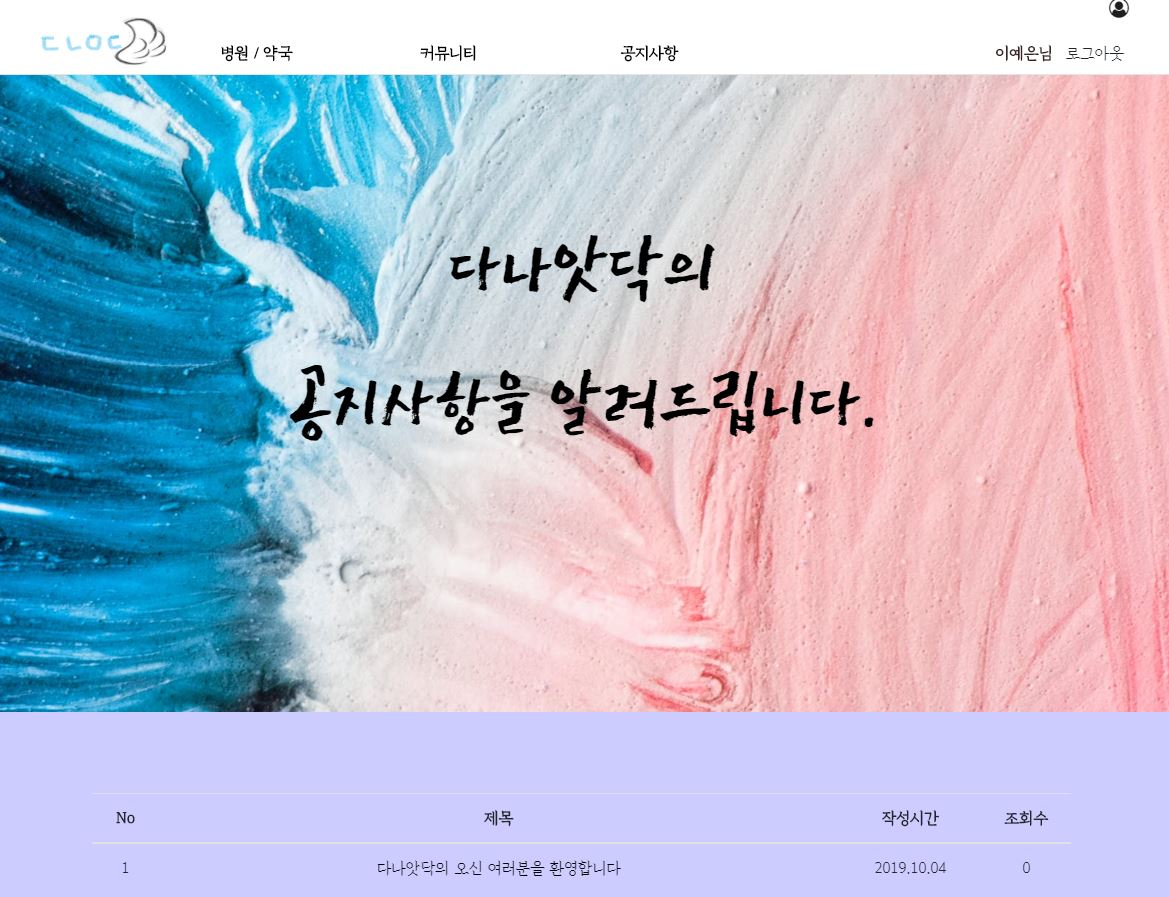 ㄷㄴㅇㄷ
병원 / 약국 커뮤니티 공지사항 이예은님 로그아웃
다나앗닥의
공지사항을 알려드립니다.
No 제목 작성시간 조회수
1 다나앗닥의 오신 여러분을 환영합니다 2019.10.04 0